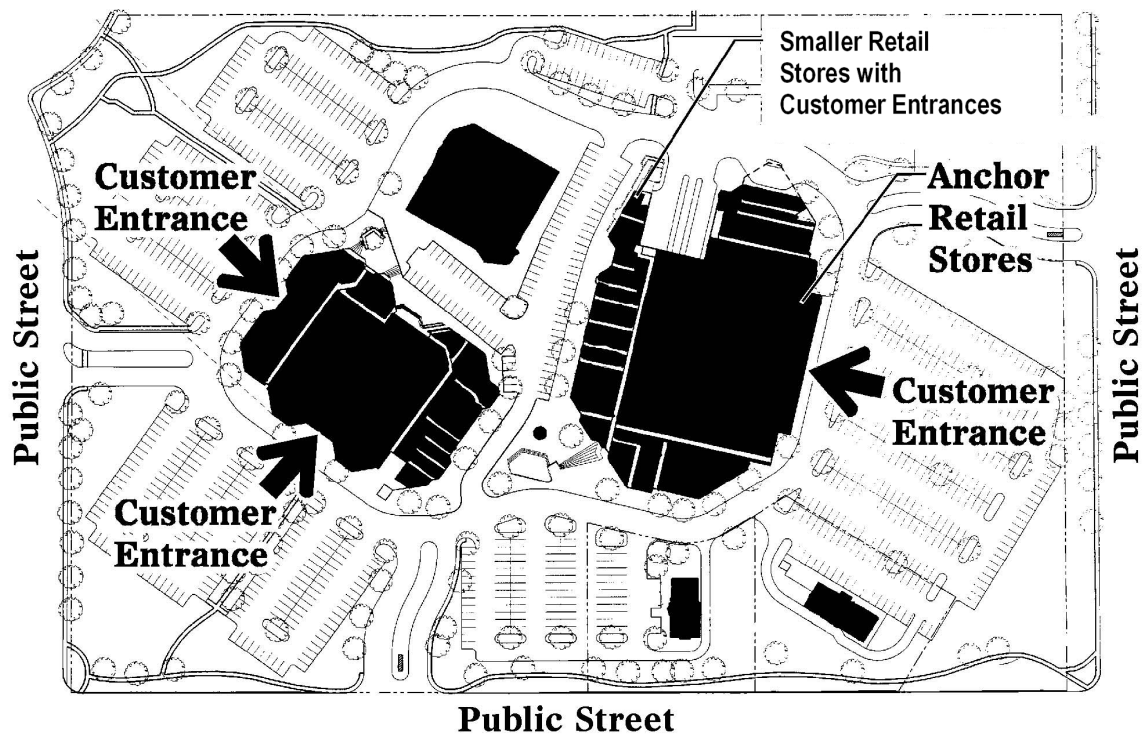 Smaller Retail
Stores with
Customer Entrances
Customer
Entrance
Anchor
Retail
Stores
Public Street
Public Street
Customer
Entrance
Customer
Entrance
Public Street